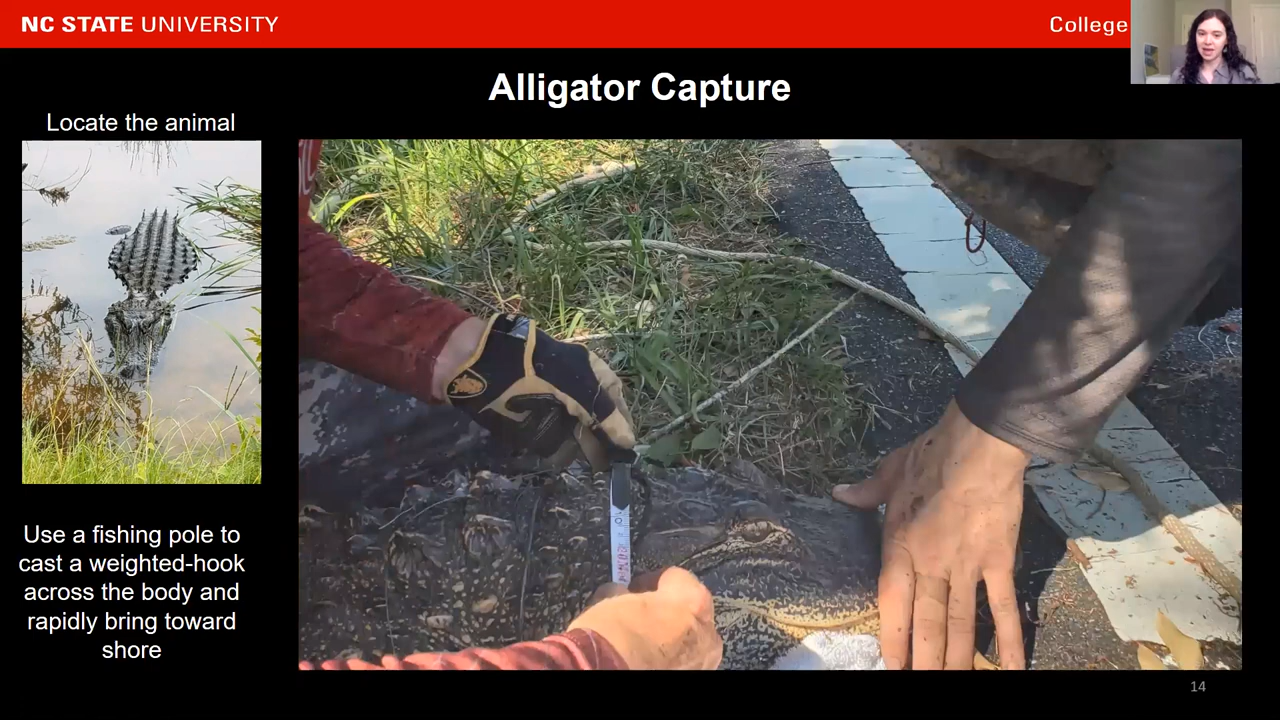 NC STATE UNIVERSITY
College
Alligator Capture
Locate the animal
Use a fishing pole to
cast a weighted-hook
across the body and
rapidly bring toward
shore
14